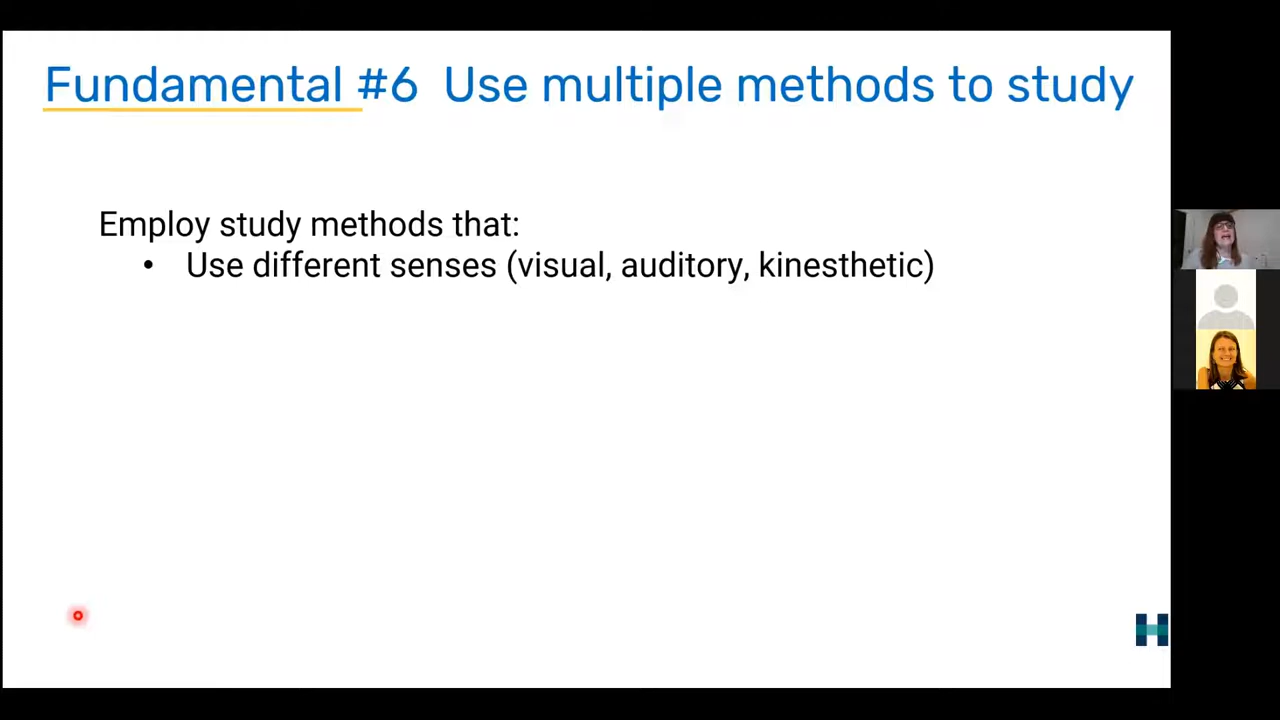 Fundamental #6 Use multiple methods to study
Employ study methods that:
• Use different senses (visual, auditory, kinesthetic)
H